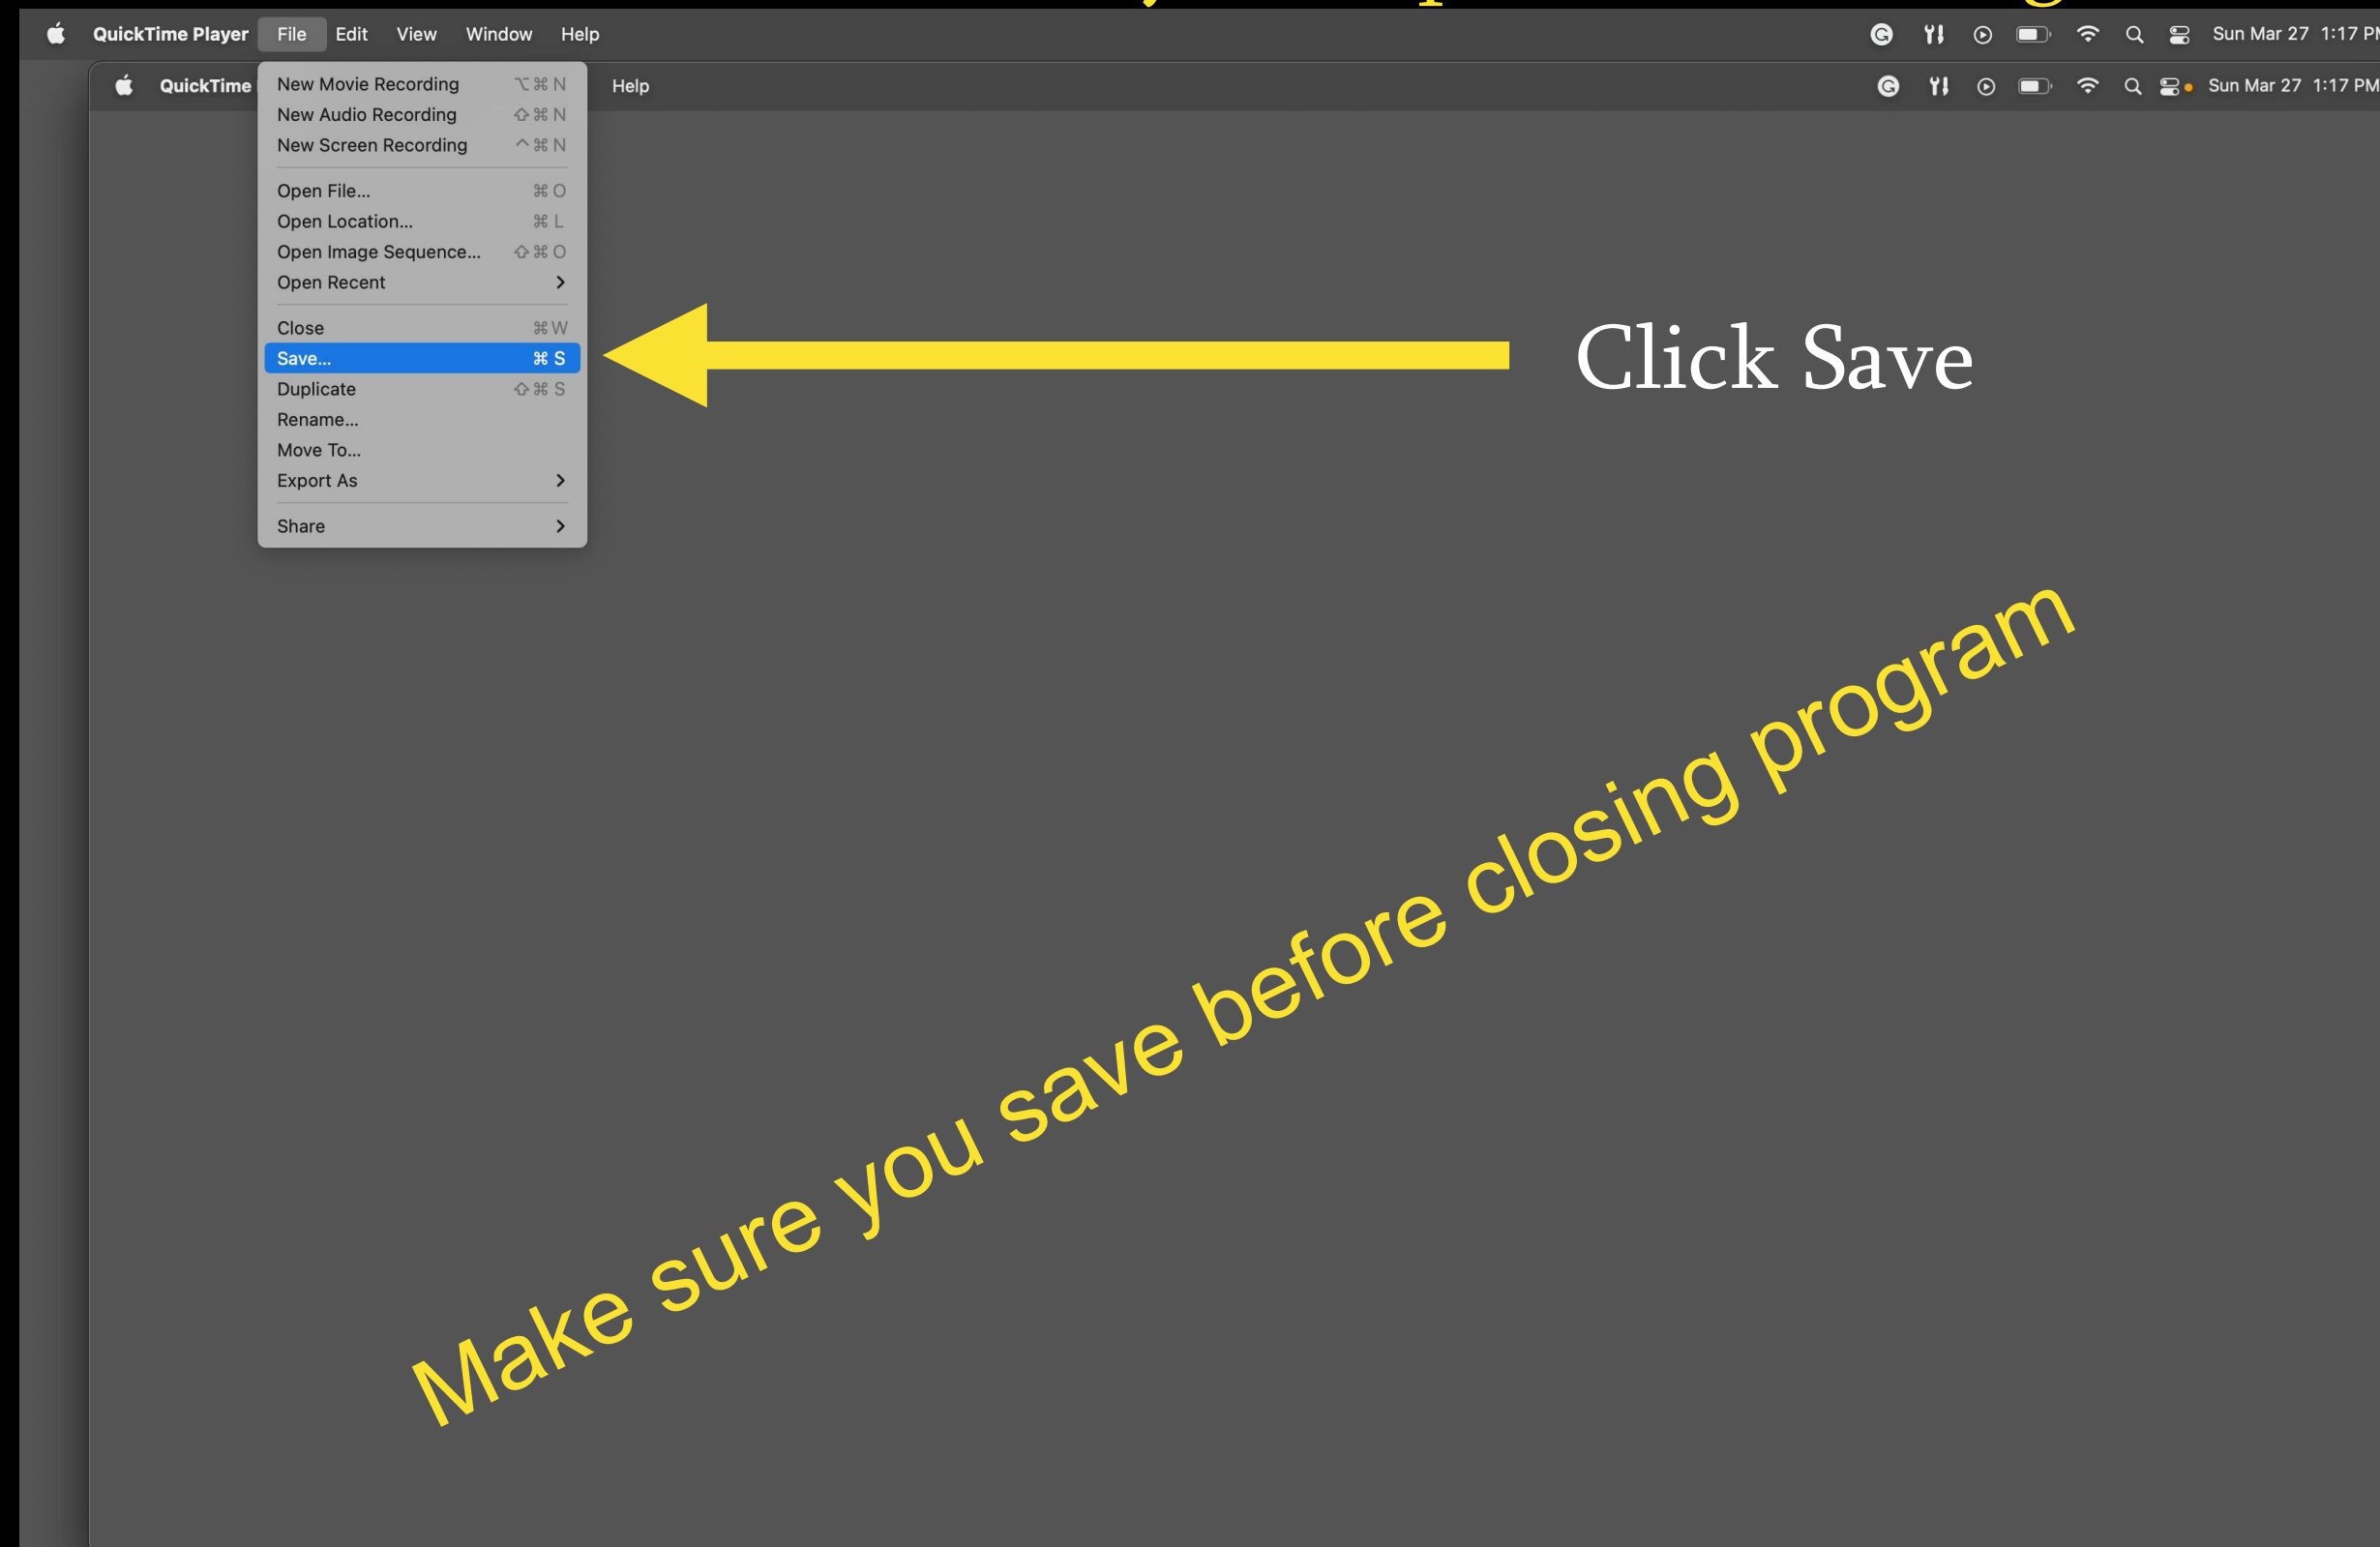 QuickTime Player File Edit View Window Help Sun Mar 27 1:17 PM
QuickTime Help Sun Mar 27 1:17 PM
New Movie Recording ⌥⌘N
New Audio Recording ⇧⌘N
New Screen Recording ^⌘N
Open File... ⌘O
Open Location... ⌘L
Open Image Sequence... ⇧⌘O
Open Recent >
Close ⌘W
Save... ⌘S
Duplicate ⇧⌘S
Rename...
Move To...
Export As >
Share >
Click Save
Make sure you save before closing program